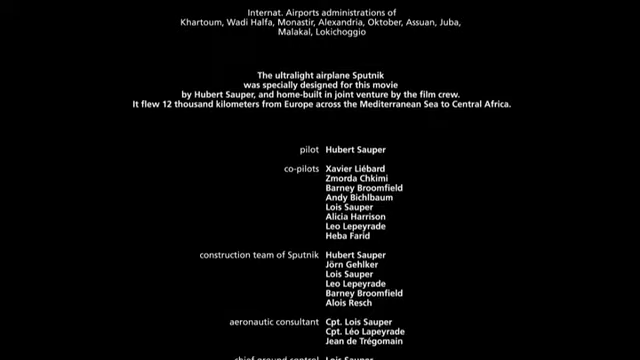 Internat. Airports administrations of
Khartoum, Wadi Halfa, Monastir, Alexandria, Oktober, Assuan, Juba,
Malakal, Lokichoggio
The ultralight airplane Sputnik
was specially designed for this movie
by Hubert Sauper, and home-built in joint venture by the film crew.
It flew 12 thousand kilometers from Europe across the Mediterranean Sea to Central Africa.
pilot Hubert Sauper
co-pilots Xavier Liébard
Zmorda Chkimi
Barney Broomfield
Andy Bichlbaum
Lois Sauper
Alicia Harrison
Leo Lepeyrade
Heba Farid
construction team of Sputnik Hubert Sauper
Jörn Gehlker
Lois Sauper
Leo Lepeyrade
Barney Broomfield
Alois Resch
aeronautic consultant Cpt. Lois Sauper
Cpt. Léo Lapeyrade
Jean de Trégomain
chief ground control Lois Sauper